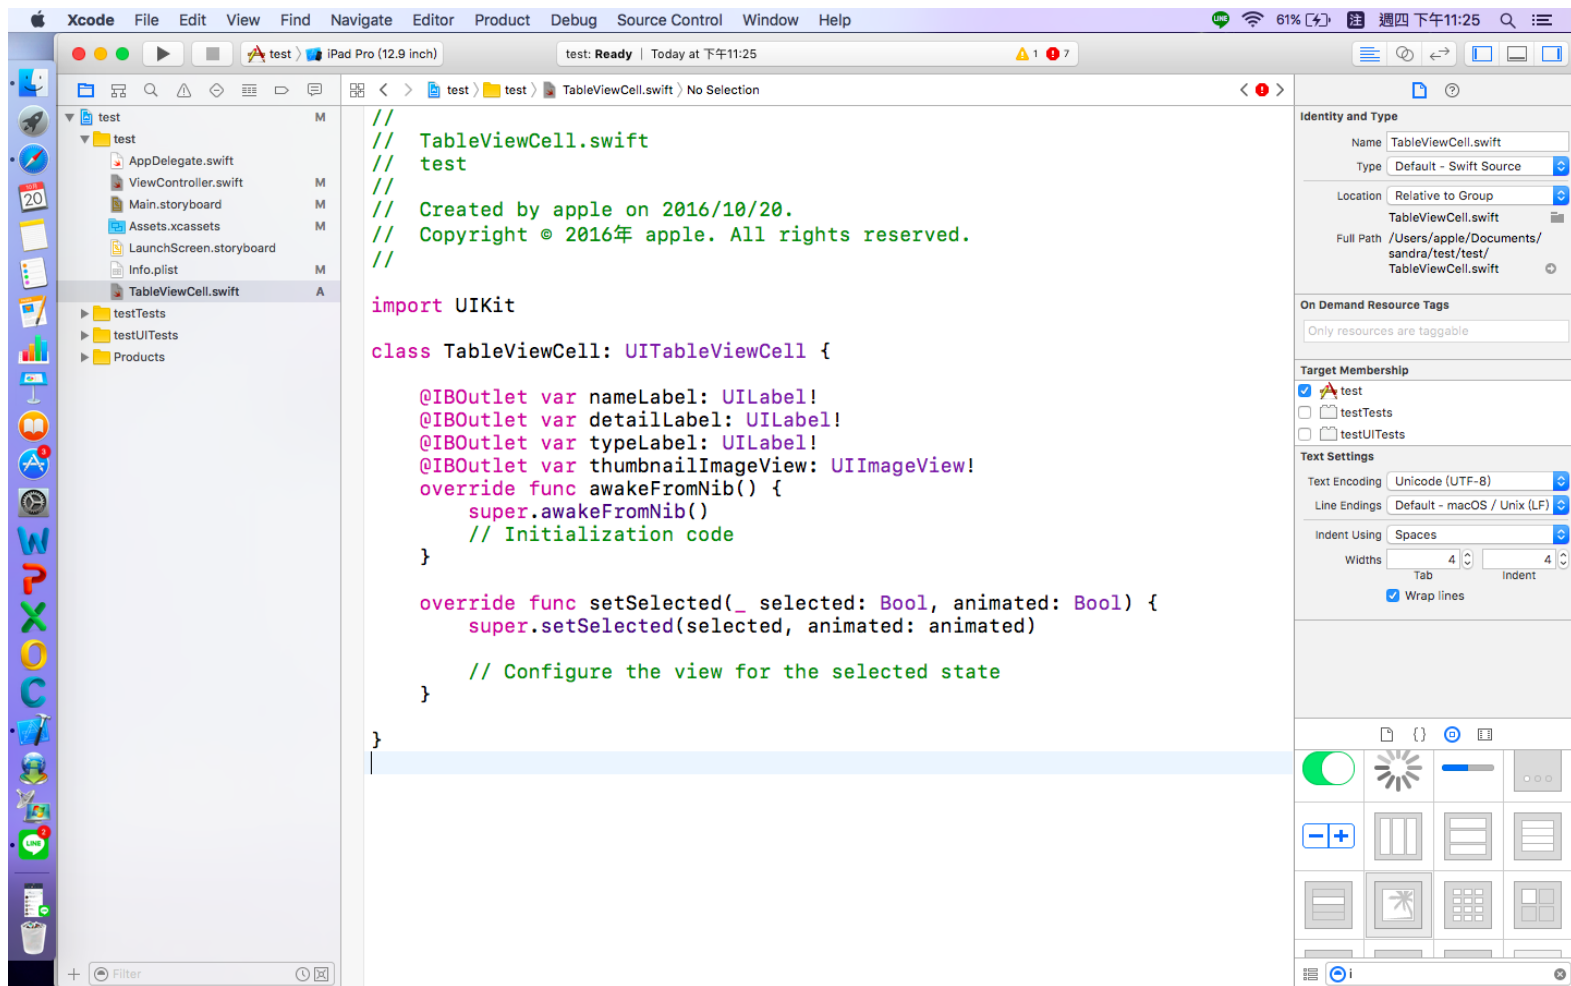 Xcode File Edit View Find Navigate Editor Product Debug Source Control Window Help
LINE 61% 注 週四 下午11:25
test iPad Pro (12.9 inch)
test: Ready | Today at 下午11:25
1 7
test test TableViewCell.swift No Selection
test M
test
AppDelegate.swift
ViewController.swift M
Main.storyboard M
Assets.xcassets M
LaunchScreen.storyboard
Info.plist M
TableViewCell.swift A
testTests
testUITests
Products
Filter
20
3
LINE
2
//
// TableViewCell.swift
// test
//
// Created by apple on 2016/10/20.
// Copyright © 2016年 apple. All rights reserved.
//
import UIKit
class TableViewCell: UITableViewCell {
@IBOutlet var nameLabel: UILabel!
@IBOutlet var detailLabel: UILabel!
@IBOutlet var typeLabel: UILabel!
@IBOutlet var thumbnailImageView: UIImageView!
override func awakeFromNib() {
super.awakeFromNib()
// Initialization code
}
override func setSelected(_ selected: Bool, animated: Bool) {
super.setSelected(selected, animated: animated)
// Configure the view for the selected state
}
}
Identity and Type
Name TableViewCell.swift
Type Default - Swift Source
Location Relative to Group
TableViewCell.swift
Full Path /Users/apple/Documents/
sandra/test/test/
TableViewCell.swift
On Demand Resource Tags
Only resources are taggable
Target Membership
test
testTests
testUITests
Text Settings
Text Encoding Unicode (UTF-8)
Line Endings Default - macOS / Unix (LF)
Indent Using Spaces
Widths 4 4
Tab Indent
Wrap lines
{}
i